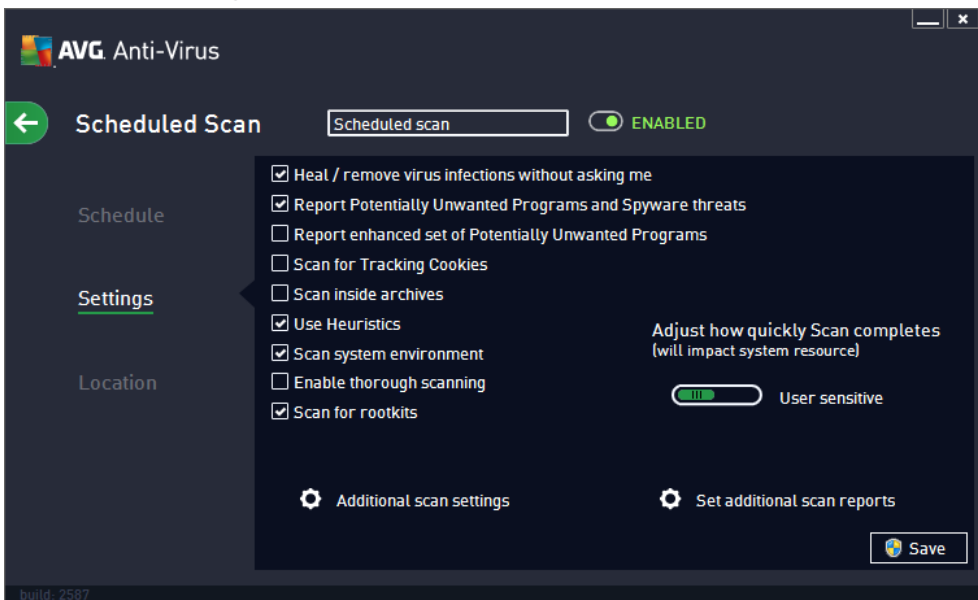 AVG. Anti-Virus
Scheduled Scan
Scheduled scan
ENABLED
Schedule
Settings
Location
Heal / remove virus infections without asking me
Report Potentially Unwanted Programs and Spyware threats
Report enhanced set of Potentially Unwanted Programs
Scan for Tracking Cookies
Scan inside archives
Use Heuristics
Scan system environment
Enable thorough scanning
Scan for rootkits
Adjust how quickly Scan completes
(will impact system resource)
User sensitive
Additional scan settings
Set additional scan reports
Save
build: 2587